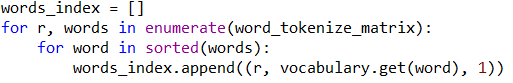 words_index = []
for r, words in enumerate(word_tokenize_matrix):
    for word in sorted(words):
        words_index.append((r, vocabulary.get(word), 1))